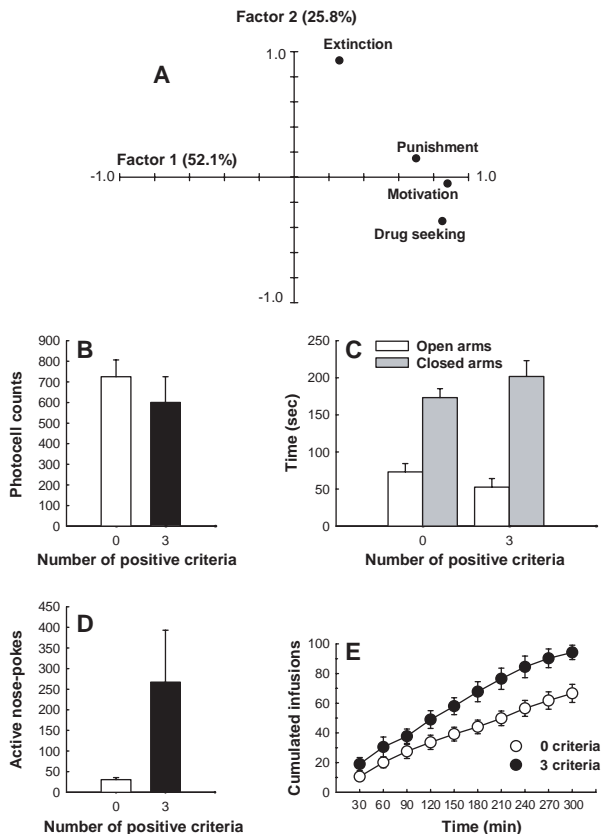 Factor 2 (25.8%)
1.0
Extinction
A
Punishment
Factor 1 (52.1%)
-1.0
1.0
Motivation
Drug seeking
-1.0
B
900
800
700
600
500
400
300
200
100
0
Photocell counts
0 3
Number of positive criteria
C
Open arms
Closed arms
250
200
150
100
50
0
Time (sec)
0 3
Number of positive criteria
D
450
400
350
300
250
200
150
100
50
0
Active nose-pokes
0 3
Number of positive criteria
E
100
80
60
40
20
0
Cumulated infusions
0 criteria
3 criteria
30 60 90 120 150 180 210 240 270 300
Time (min)